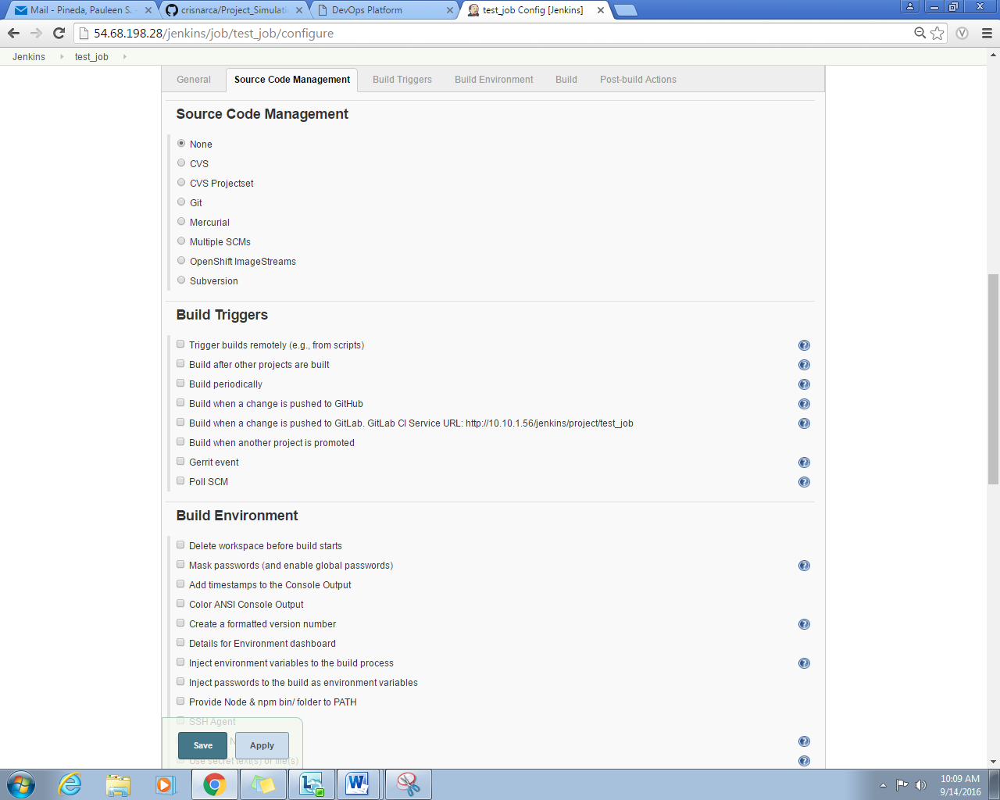 Mail - Pineda, Pauleen S. -
crisnarca/Project_Simulati
DevOps Platform
test_job Config [Jenkins]
54.68.198.28/jenkins/job/test_job/configure
Jenkins
test_job
General
Source Code Management
Build Triggers
Build Environment
Build
Post-build Actions
Source Code Management
None
CVS
CVS Projectset
Git
Mercurial
Multiple SCMs
OpenShift ImageStreams
Subversion
Build Triggers
Trigger builds remotely (e.g., from scripts)
Build after other projects are built
Build periodically
Build when a change is pushed to GitHub
Build when a change is pushed to GitLab. GitLab CI Service URL: http://10.10.1.56/jenkins/project/test_job
Build when another project is promoted
Gerrit event
Poll SCM
Build Environment
Delete workspace before build starts
Mask passwords (and enable global passwords)
Add timestamps to the Console Output
Color ANSI Console Output
Create a formatted version number
Details for Environment dashboard
Inject environment variables to the build process
Inject passwords to the build as environment variables
Provide Node & npm bin/ folder to PATH
SSH Agent
Save
Apply
Use secret text(s) or file(s)
10:09 AM
9/14/2016